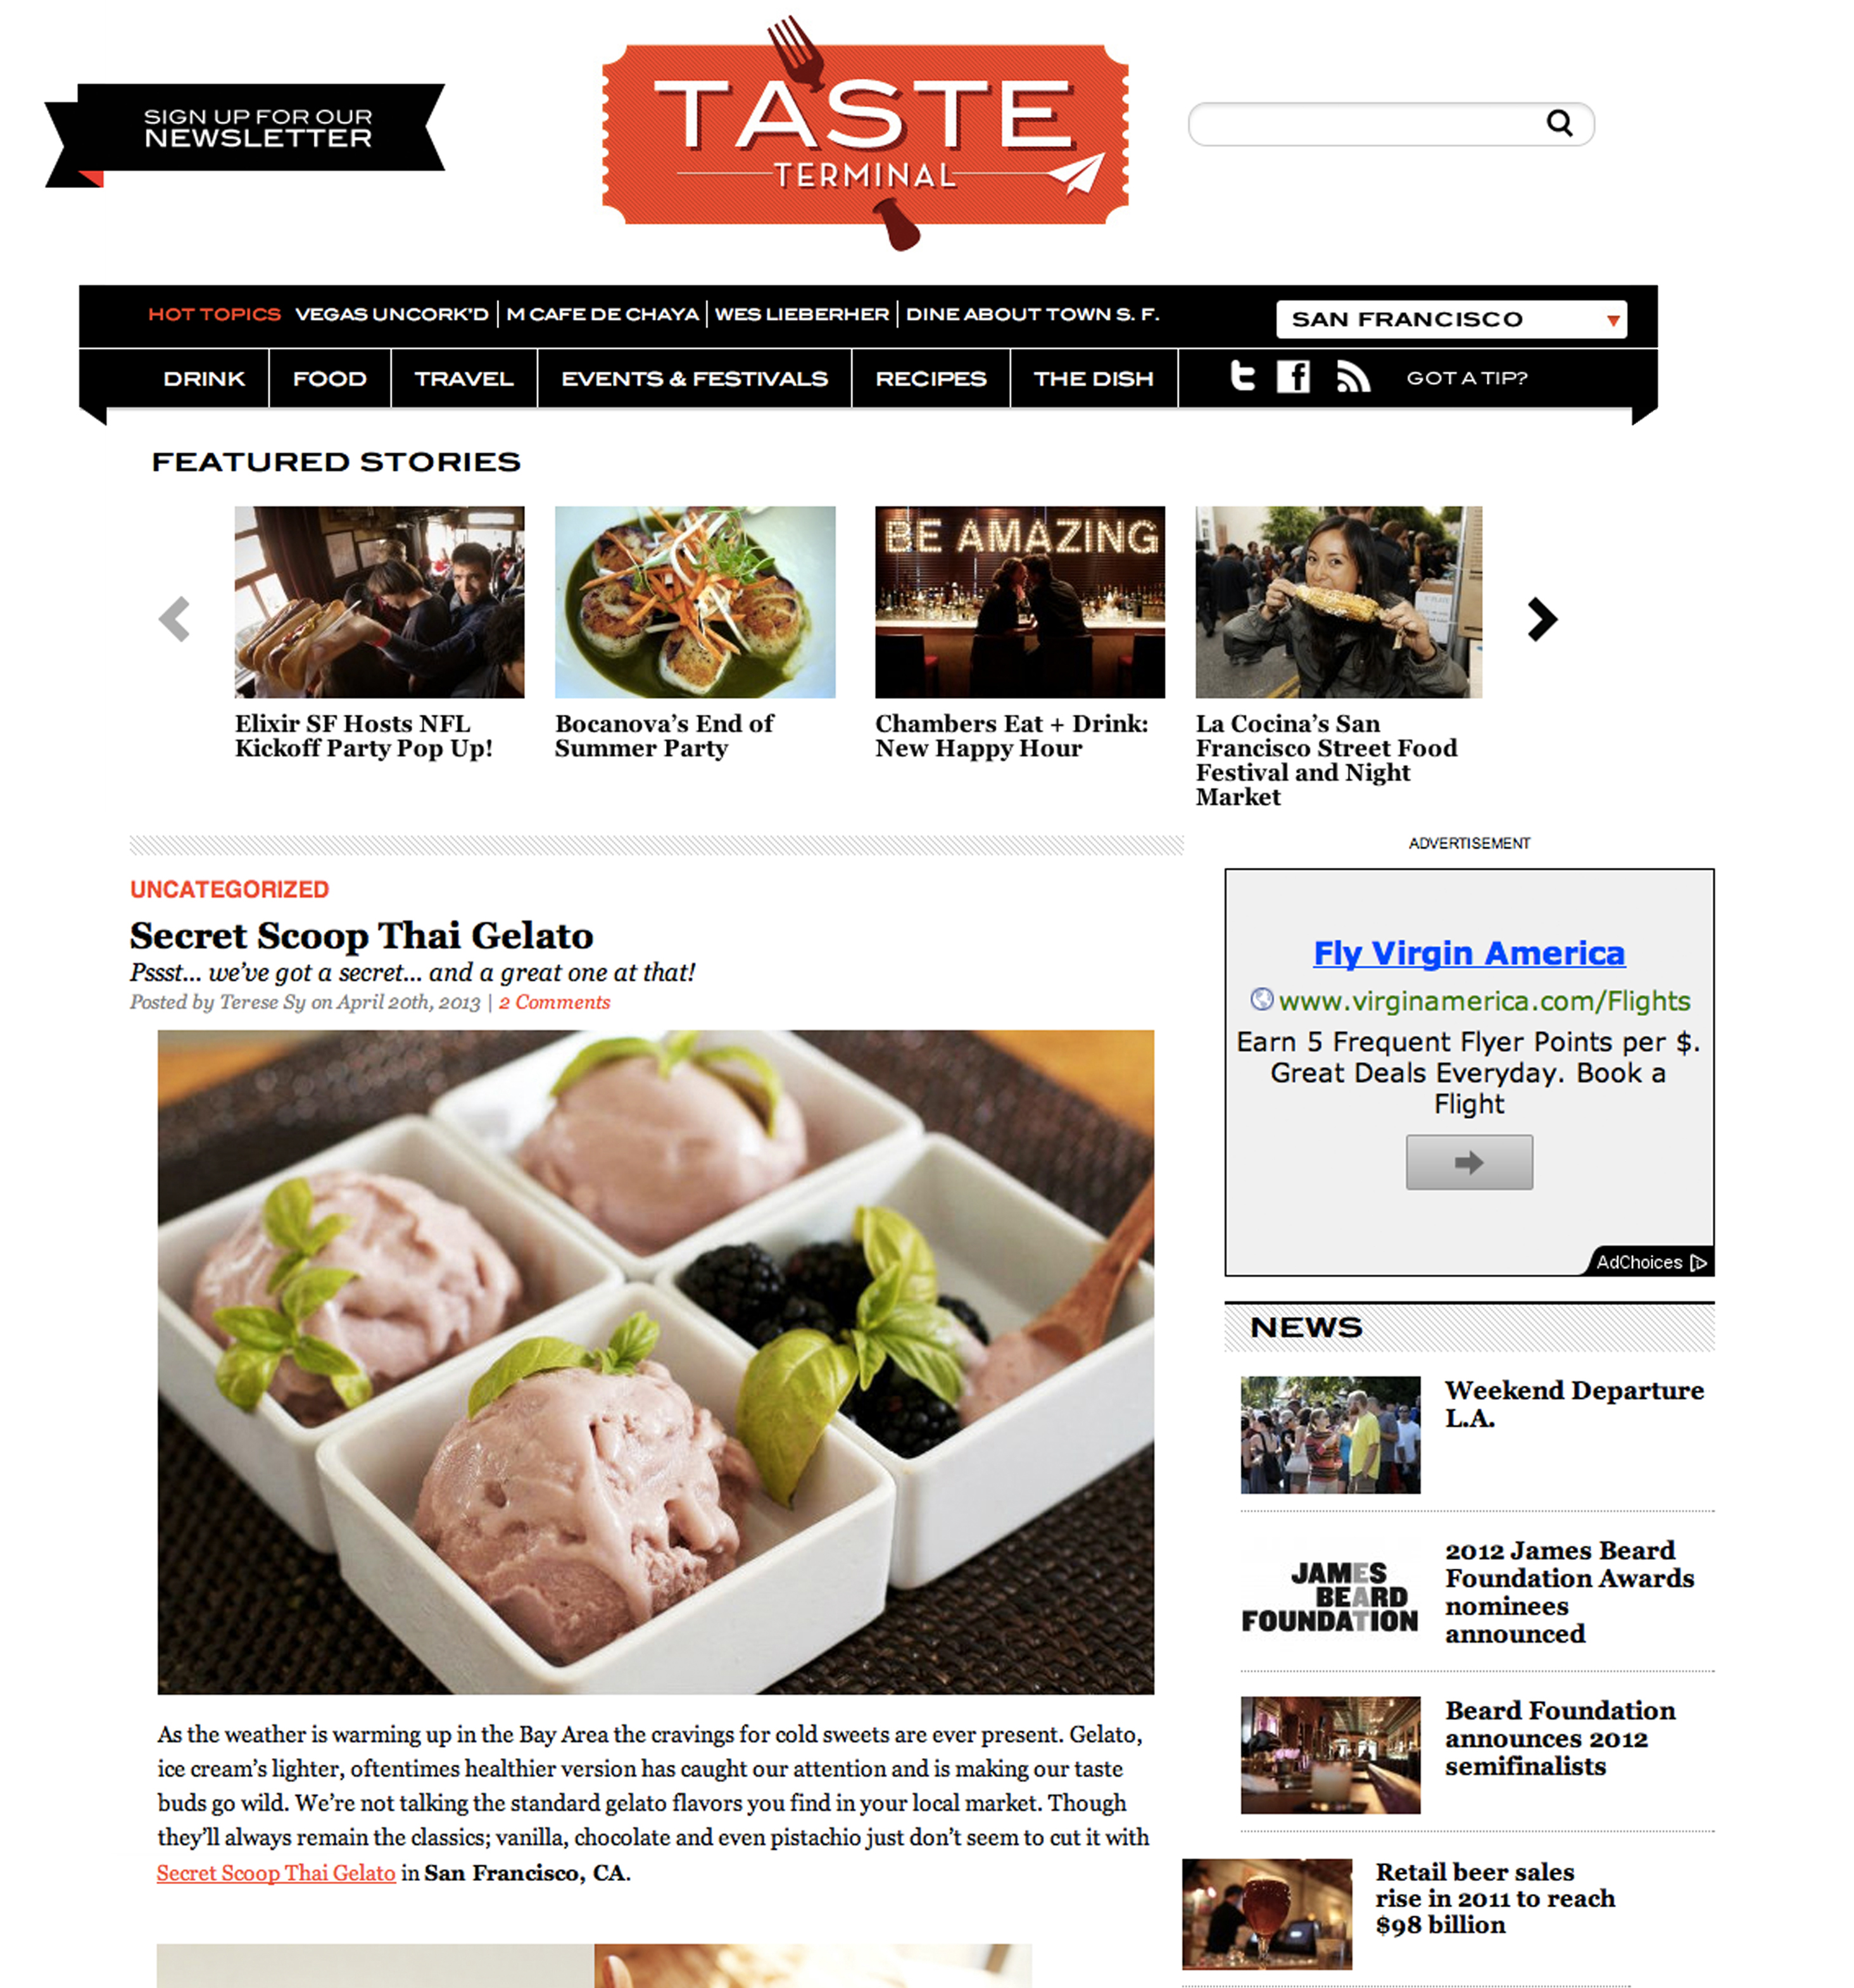 SIGN UP FOR OUR
NEWSLETTER
TASTE
TERMINAL
HOT TOPICS VEGAS UNCORK'D M CAFE DE CHAYA WES LIEBERHER DINE ABOUT TOWN S. F.
SAN FRANCISCO
DRINK FOOD TRAVEL EVENTS & FESTIVALS RECIPES THE DISH GOT A TIP?
FEATURED STORIES
BE AMAZING
Elixir SF Hosts NFL
Kickoff Party Pop Up!
Bocanova's End of
Summer Party
Chambers Eat + Drink:
New Happy Hour
La Cocina's San
Francisco Street Food
Festival and Night
Market
UNCATEGORIZED
Secret Scoop Thai Gelato
Pssst... we've got a secret... and a great one at that!
Posted by Terese Sy on April 20th, 2013 | 2 Comments
As the weather is warming up in the Bay Area the cravings for cold sweets are ever present. Gelato,
ice cream's lighter, oftentimes healthier version has caught our attention and is making our taste
buds go wild. We're not talking the standard gelato flavors you find in your local market. Though
they'll always remain the classics; vanilla, chocolate and even pistachio just don't seem to cut it with
Secret Scoop Thai Gelato in San Francisco, CA.
ADVERTISEMENT
Fly Virgin America
www.virginamerica.com/Flights
Earn 5 Frequent Flyer Points per $.
Great Deals Everyday. Book a
Flight
AdChoices
NEWS
Weekend Departure
L.A.
JAMES
BEARD
FOUNDATION
2012 James Beard
Foundation Awards
nominees
announced
Beard Foundation
announces 2012
semifinalists
Retail beer sales
rise in 2011 to reach
$98 billion